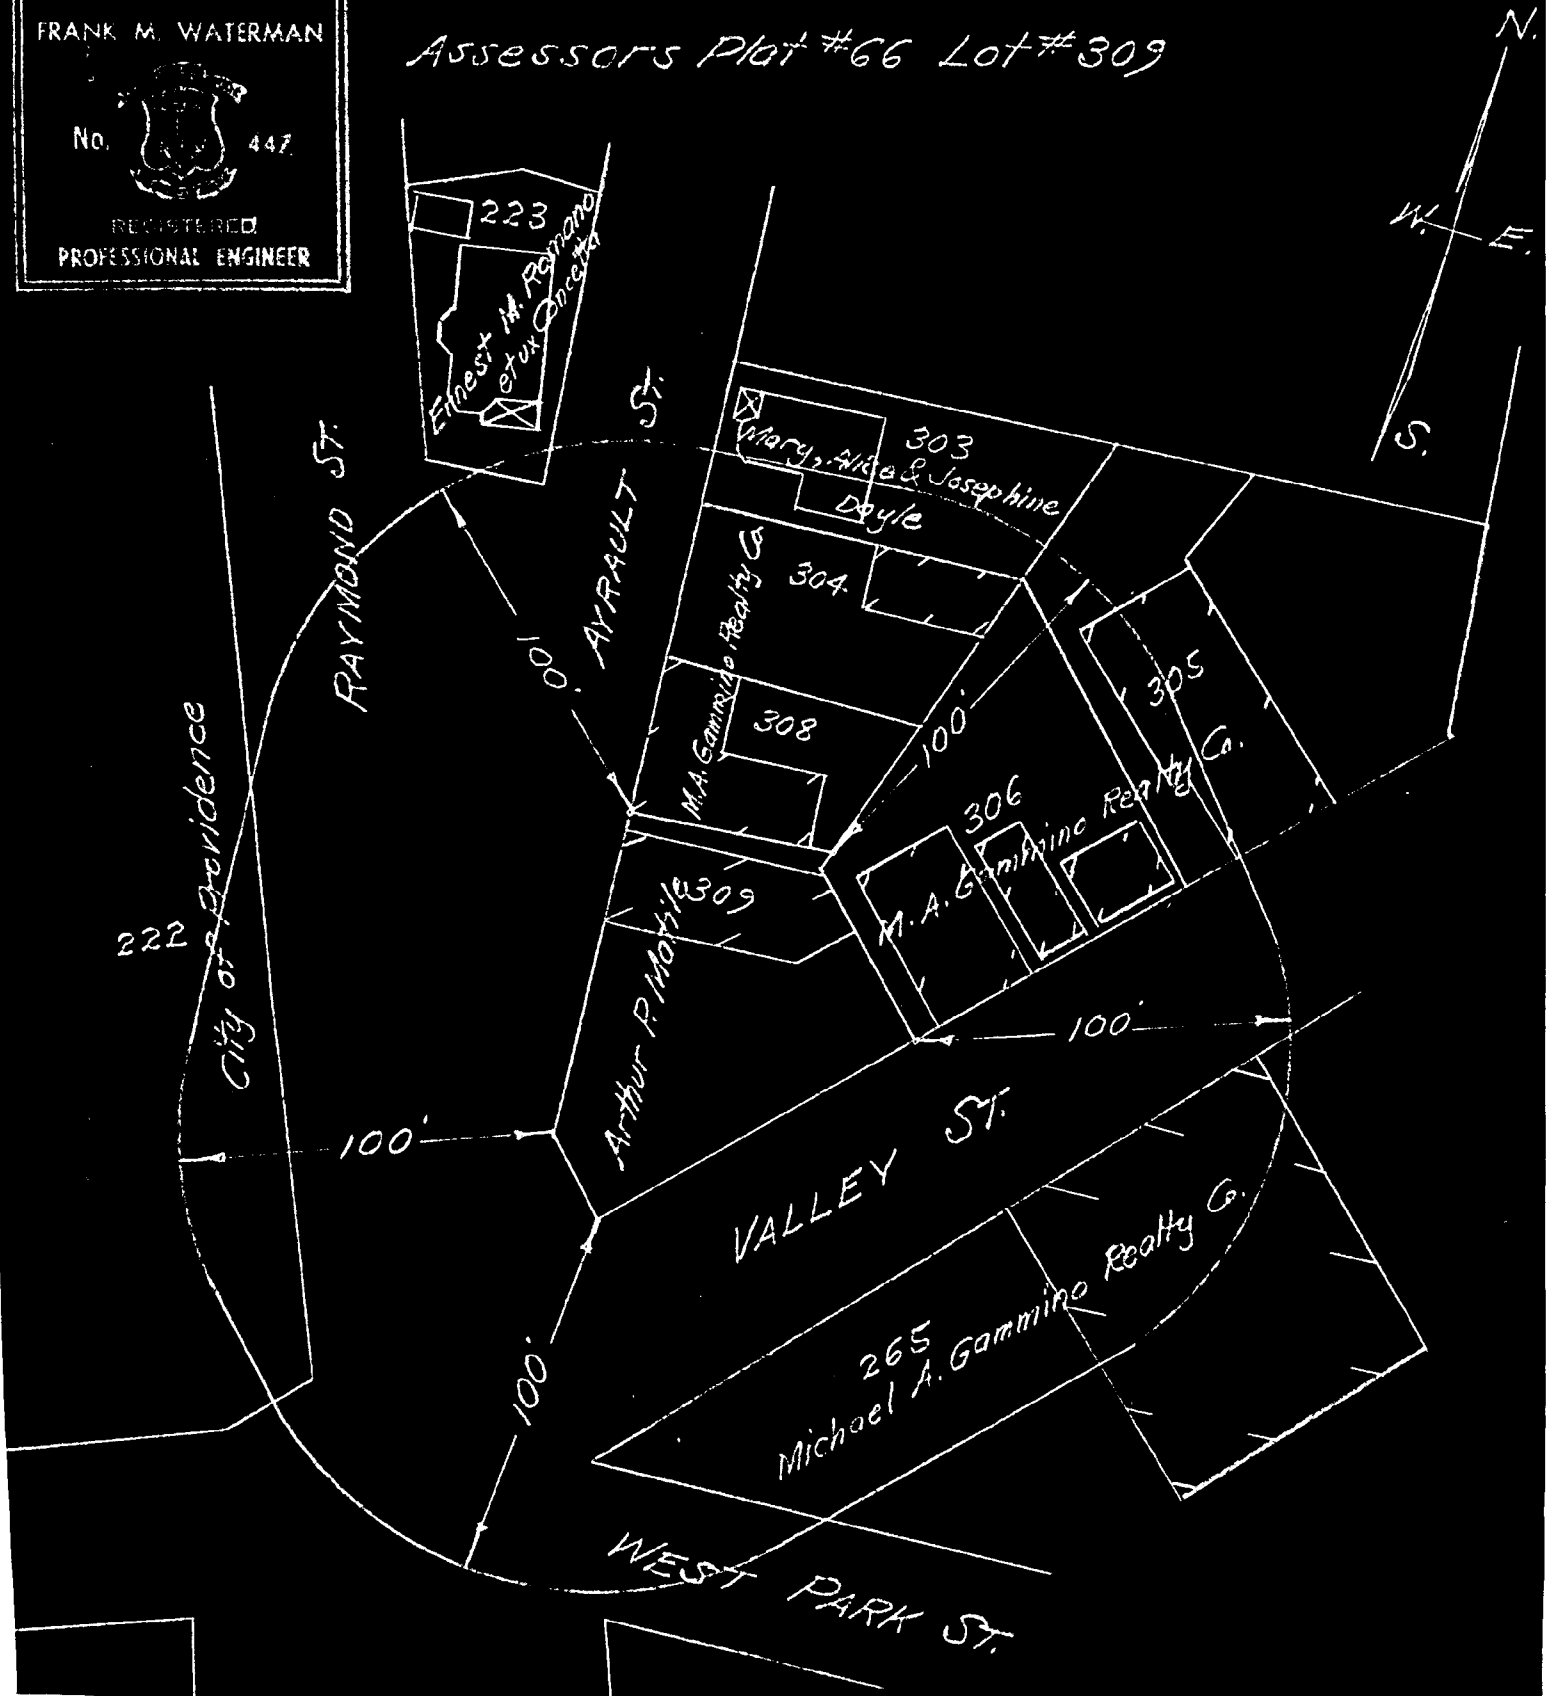 FRANK M. WATERMAN
No. 447
REGISTERED
PROFESSIONAL ENGINEER
Assessors Plat #66 Lot #309
N.
W.
E.
S.
223
Ernest M. Romano
et ux Concetta
RAYMOND ST.
AYRAULT ST.
303
Mary, Alice & Josephine
Doyle
304
M.A. Gammino Realty Co
308
100'
100'
305
306
M.A. Gammino Realty Co.
309
Arthur P.
222
City of Providence
100'
100'
VALLEY ST.
100'
265
Michael A. Gammino Realty Co.
WEST PARK ST.